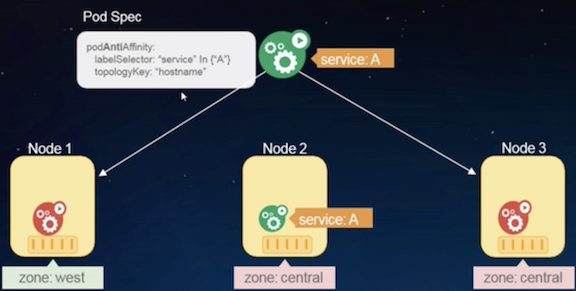 Pod Spec
podAntiAffinity:
labelSelector: “service” In {“A”}
topologyKey: “hostname”
service: A
Node 1
Node 2
Node 3
service: A
zone: west
zone: central
zone: central